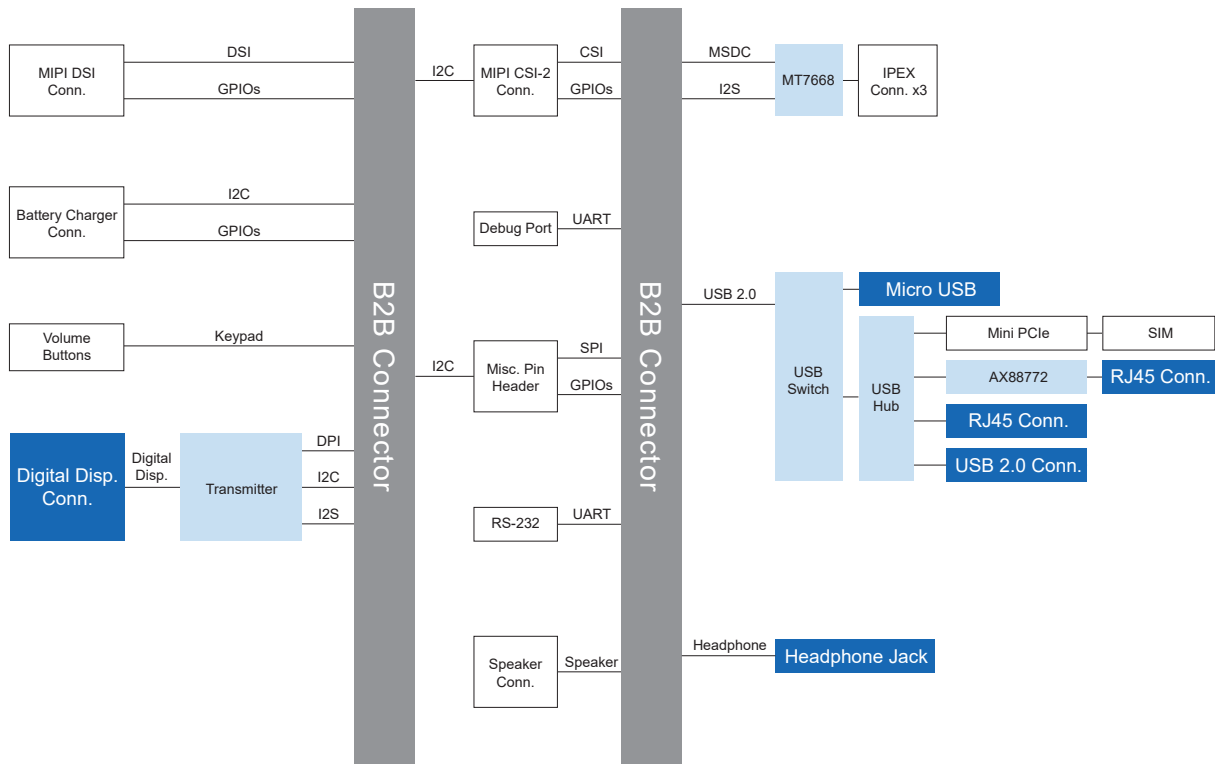 DSI
MIPI DSI
Conn.
GPIOs
I2C
Battery Charger
Conn.
GPIOs
Volume
Buttons
Keypad
Digital Disp.
Conn.
Digital
Disp.
Transmitter
DPI
I2C
I2S
B2B Connector
I2C
MIPI CSI-2
Conn.
CSI
GPIOs
Debug Port
UART
I2C
Misc. Pin
Header
SPI
GPIOs
RS-232
UART
Speaker
Conn.
Speaker
B2B Connector
MSDC
I2S
MT7668
IPEX
Conn. x3
USB 2.0
USB
Switch
Micro USB
USB
Hub
Mini PCIe
SIM
AX88772
RJ45 Conn.
RJ45 Conn.
USB 2.0 Conn.
Headphone
Headphone Jack